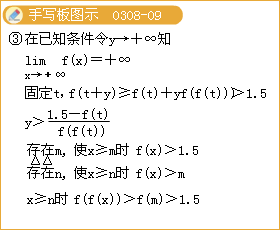 手写板图示 0308-09
③在已知条件令y→+∞知
lim f(x)=+∞
x→+∞
固定t,f(t+y)≥f(t)+yf(f(t))>1.5
y>(1.5-f(t))/f(f(t))
存在m,使x≥m时 f(x)>1.5
△△
存在n,使x≥n时 f(x)>m
x≥n时 f(f(x))>f(m)>1.5